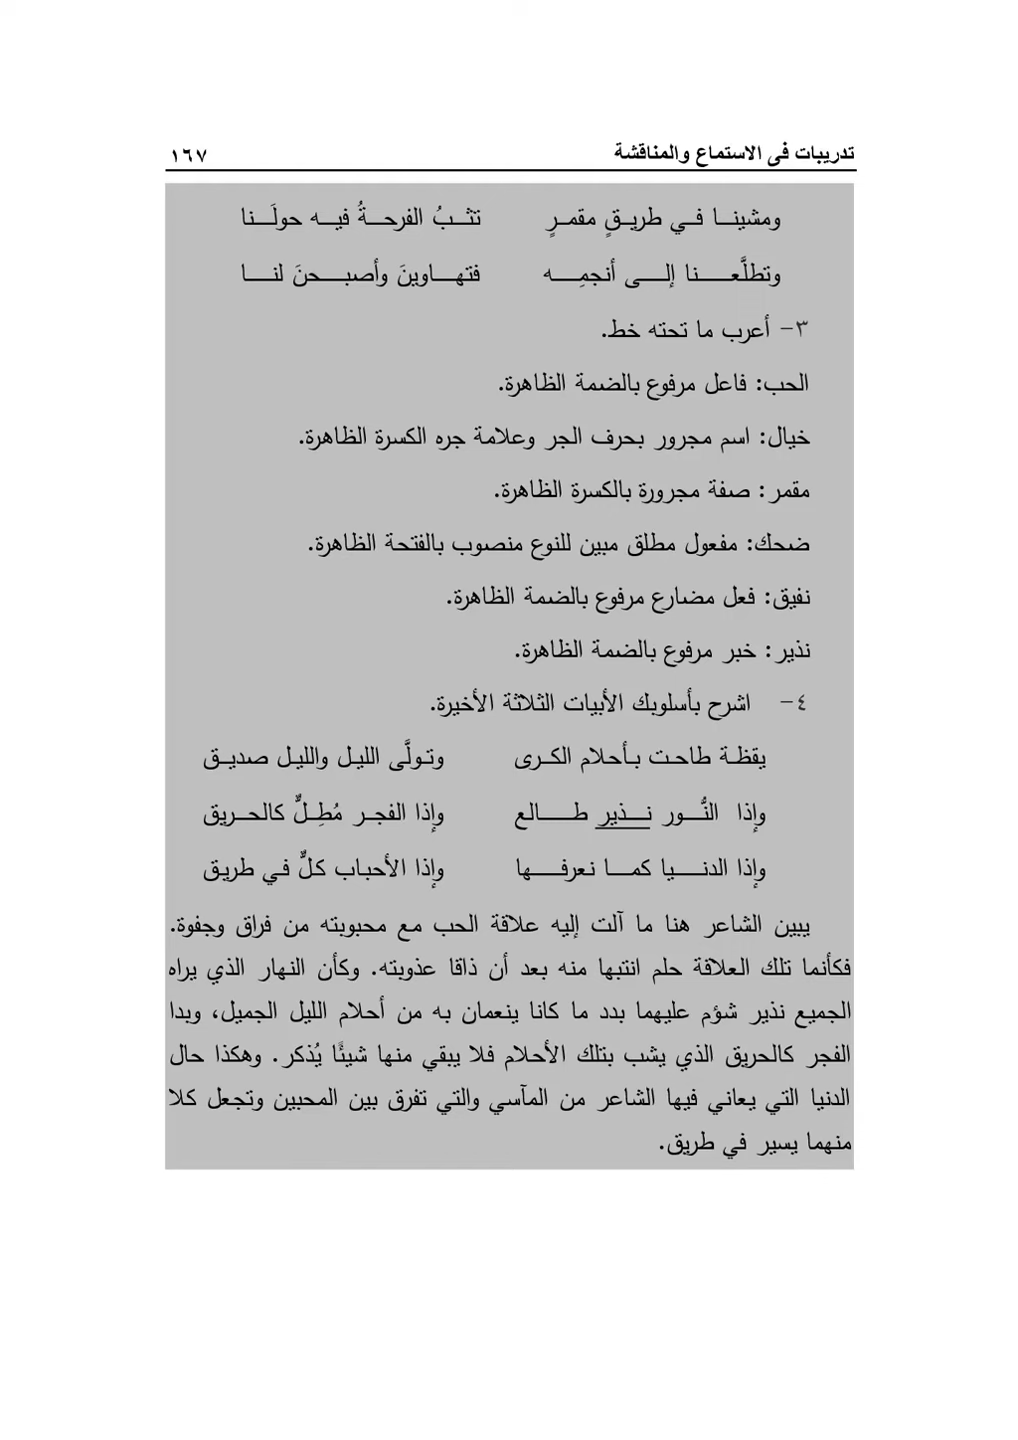 تدريبات فى الاستماع والمناقشة ١٦٧
ومشينا في طريقٍ مقمرٍ تثبُ الفرحةُ فيه حولَنا
وتطلَّعنا إلى أنجمِه فتهاوينَ وأصبحنَ لنا
٣- أعرب ما تحته خط.
الحب: فاعل مرفوع بالضمة الظاهرة.
خيال: اسم مجرور بحرف الجر وعلامة جره الكسرة الظاهرة.
مقمر: صفة مجرورة بالكسرة الظاهرة.
ضحك: مفعول مطلق مبين للنوع منصوب بالفتحة الظاهرة.
نفيق: فعل مضارع مرفوع بالضمة الظاهرة.
نذير: خبر مرفوع بالضمة الظاهرة.
٤- اشرح بأسلوبك الأبيات الثلاثة الأخيرة.
يقظة طاحت بأحلام الكرى وتولَّى الليل والليل صديق
وإذا النُّور نذير طالع وإذا الفجر مُطِلٌّ كالحريق
وإذا الدنيا كما نعرفها وإذا الأحباب كلٌّ في طريق
يبين الشاعر هنا ما آلت إليه علاقة الحب مع محبوبته من فراق وجفوة.
فكأنما تلك العلاقة حلم انتبها منه بعد أن ذاقا عذوبته. وكأن النهار الذي يراه
الجميع نذير شؤم عليهما بدد ما كانا ينعمان به من أحلام الليل الجميل، وبدا
الفجر كالحريق الذي يشب بتلك الأحلام فلا يبقي منها شيئًا يُذكر. وهكذا حال
الدنيا التي يعاني فيها الشاعر من المآسي والتي تفرق بين المحبين وتجعل كلا
منهما يسير في طريق.